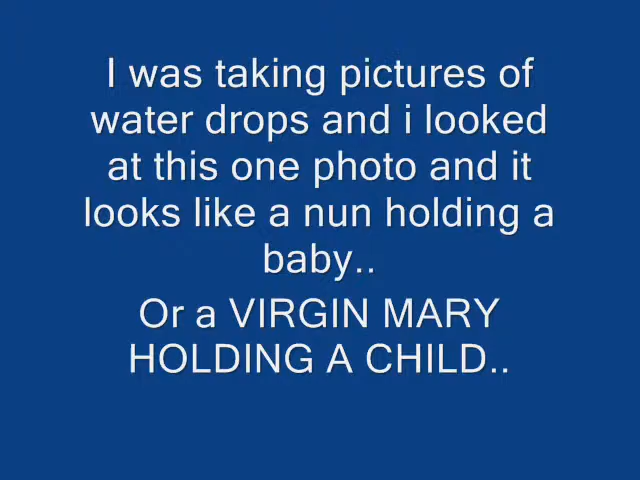 I was taking pictures of
water drops and i looked
at this one photo and it
looks like a nun holding a
baby..
Or a VIRGIN MARY
HOLDING A CHILD..